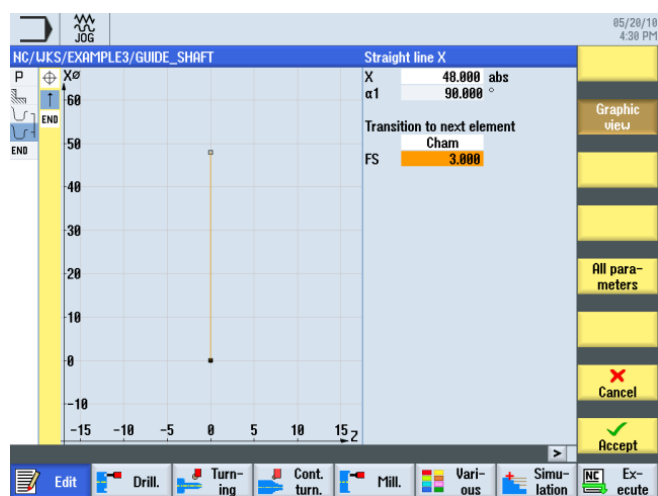 05/20/10
4:30 PM
JOG
NC/WKS/EXAMPLE3/GUIDE_SHAFT
Straight line X
P
END
END
XØ
60
50
40
30
20
10
0
-10
-15 -10 -5 0 5 10 15 Z
X 48.000 abs
α1 90.000 °
Transition to next element
Cham
FS 3.000
Graphic
view
All para-
meters
Cancel
Accept
>
Edit
Drill.
Turn-
ing
Cont.
turn.
Mill.
Vari-
ous
Simu-
lation
NC
Ex-
ecute